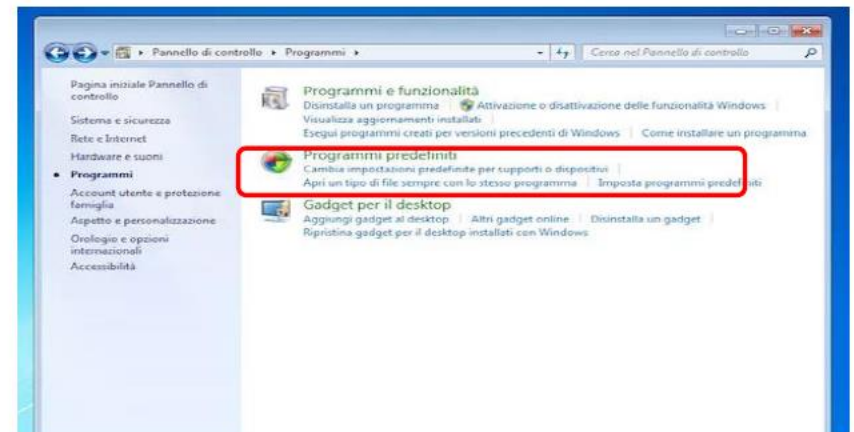 Pannello di controllo Programmi
Cerca nel Pannello di controllo
Pagina iniziale Pannello di
controllo
Sistema e sicurezza
Rete e Internet
Hardware e suoni
Programmi
Account utente e protezione
famiglia
Aspetto e personalizzazione
Orologio e opzioni
internazionali
Accessibilità
Programmi e funzionalità
Disinstalla un programma Attivazione o disattivazione delle funzionalità Windows
Visualizza aggiornamenti installati
Esegui programmi creati per versioni precedenti di Windows Come installare un programma
Programmi predefiniti
Cambia impostazioni predefinite per supporti o dispositivi
Apri un tipo di file sempre con lo stesso programma Imposta programmi predefiniti
Gadget per il desktop
Aggiungi gadget al desktop Altri gadget online Disinstalla un gadget
Ripristina gadget per il desktop installati con Windows